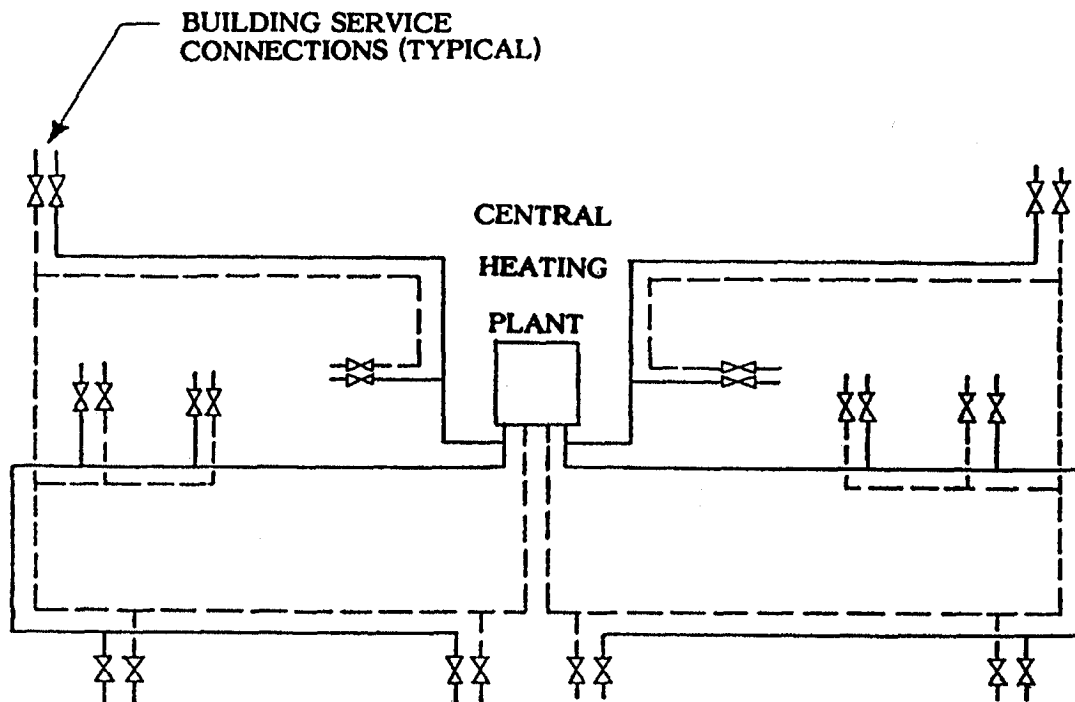 BUILDING SERVICE
CONNECTIONS (TYPICAL)
CENTRAL
HEATING
PLANT